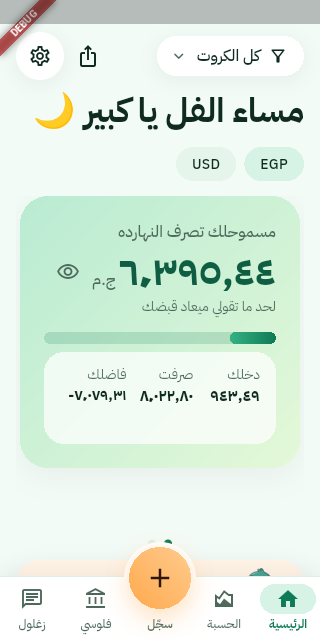 DEBUG
كل الكروت
مساء الفل يا كبير 🌙
EGP
USD
مسموحلك تصرف النهارده
٦,٣٩٥,٤٤ ج.م
لحد ما تقولي ميعاد قبضك
دخلك
صرفت
فاضلك
٩٤٣,٤٩
٨,٠٢٢,٨٠
-٧,٠٧٩,٣١
الرئيسية
الحسبة
سجّل
فلوسي
زغلول